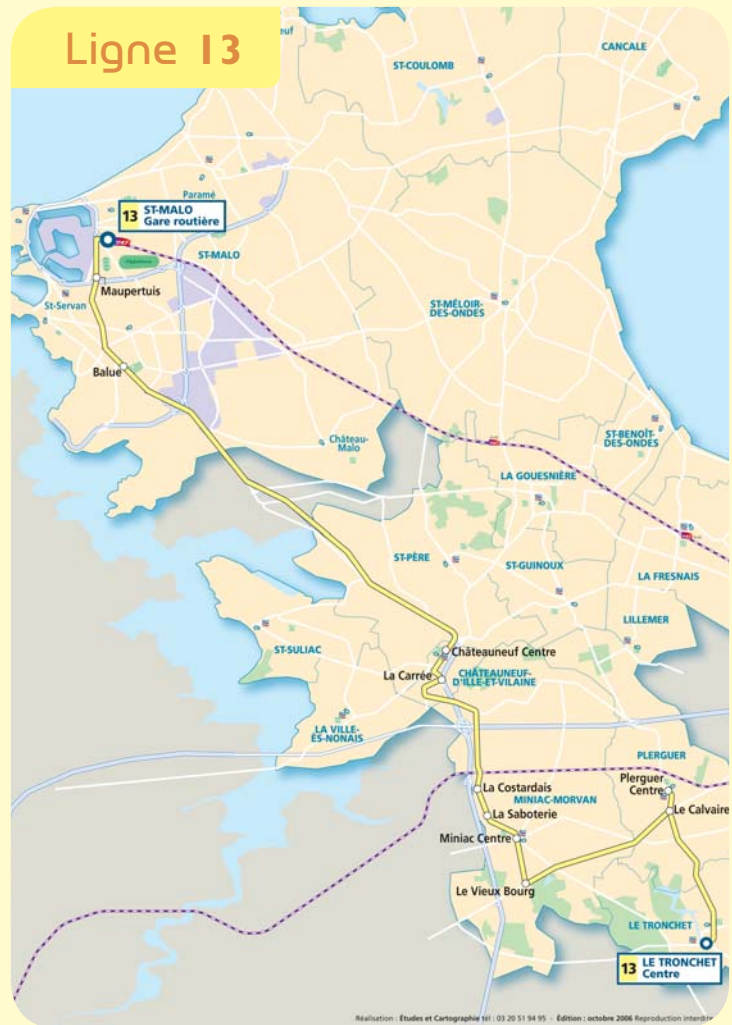 Ligne 13
ST-COULOMB
CANCALE
Paramé
13 ST-MALO
Gare routière
ST-MALO
Maupertuis
St-Servan
ST-MÉLOIR-
DES-ONDES
Balue
Château-
Malo
ST-BENOÎT-
DES-ONDES
LA GOUESNIÈRE
ST-PÈRE
ST-GUINOUX
LA FRESNAIS
LILLEMER
ST-SULIAC
Châteauneuf Centre
La Carrée
CHÂTEAUNEUF-
D'ILLE-ET-VILAINE
LA VILLE-
ÈS-NONAIS
PLERGUER
Plerguer
Centre
La Costardais
MINIAC-MORVAN
La Saboterie
Le Calvaire
Miniac Centre
Le Vieux Bourg
LE TRONCHET
13 LE TRONCHET
Centre
Réalisation : Études et Cartographie tél : 03 20 51 94 95 - Édition : octobre 2006 Reproduction interdite